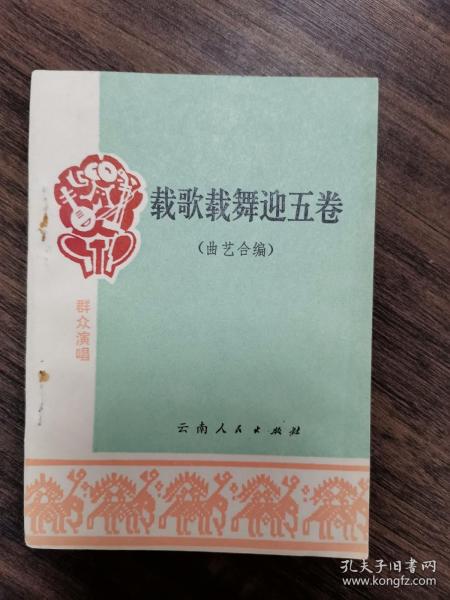 载歌载舞迎五卷
（曲艺合编）
群众演唱
云南人民出版社
孔夫子旧书网
www.kongfz.com